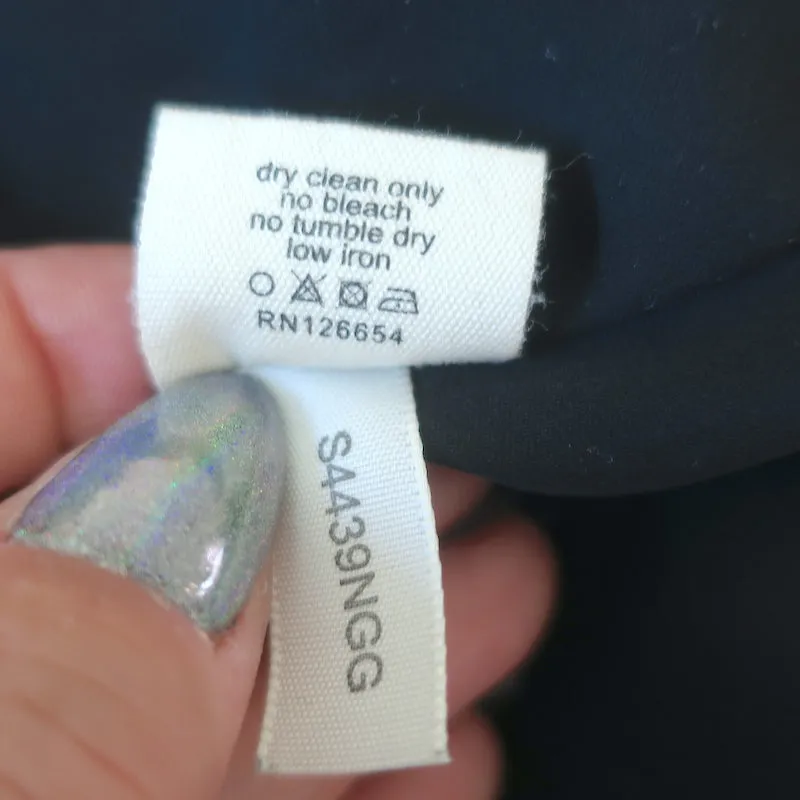 dry clean only
no bleach
no tumble dry
low iron
RN126654
S4439NGG